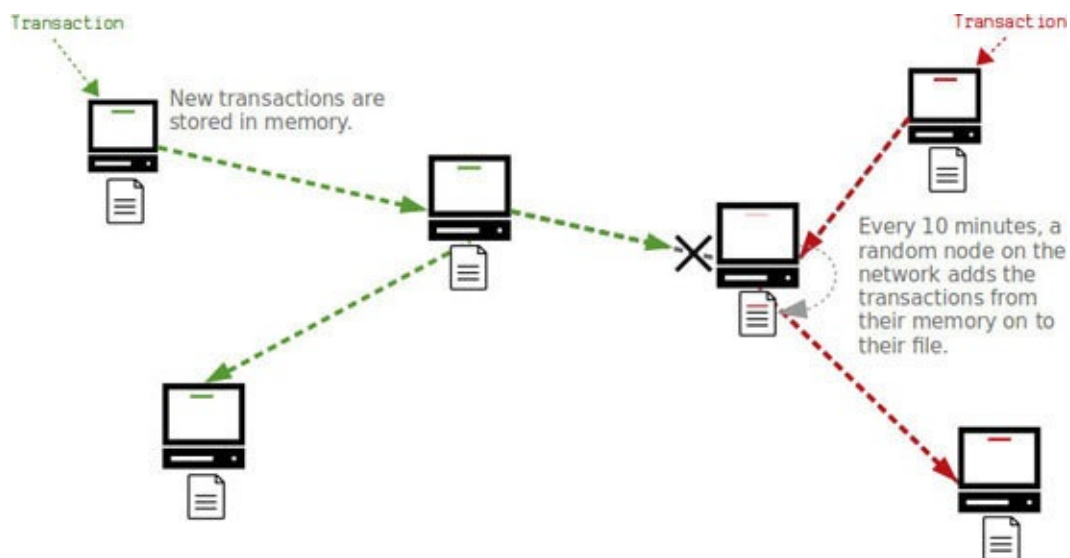 Transaction
Transaction
New transactions are
stored in memory.
Every 10 minutes, a
random node on the
network adds the
transactions from
their memory on to
their file.